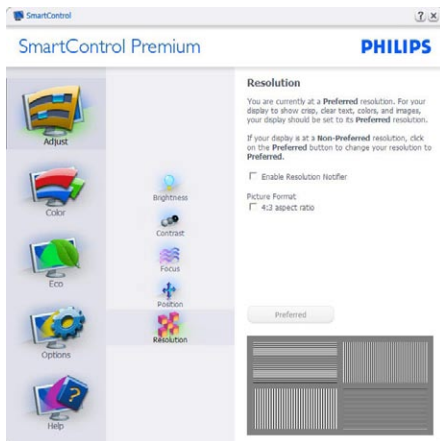 SmartControl
SmartControl Premium
PHILIPS
Adjust
Color
Eco
Options
Help
Brightness
Contrast
Focus
Position
Resolution
Resolution
You are currently at a Preferred resolution. For your
display to show crisp, clear text, colors, and images,
your display should be set to its Preferred resolution.
If your display is at a Non-Preferred resolution, click
on the Preferred button to change your resolution to
Preferred.
Enable Resolution Notifier
Picture Format
4:3 aspect ratio
Preferred